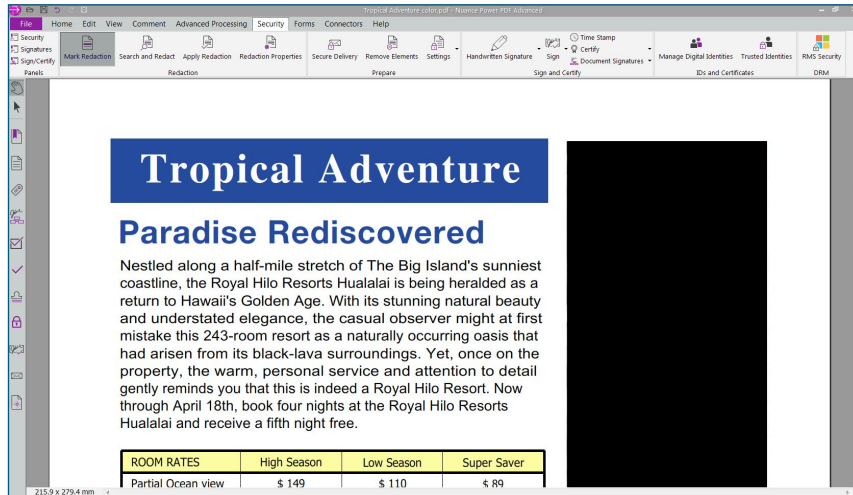 Tropical Adventure color.pdf - Nuance Power PDF Advanced
File Home Edit View Comment Advanced Processing Security Forms Connectors Help
Security
Signatures
Sign/Certify
Panels
Mark Redaction Search and Redact Apply Redaction Redaction Properties
Redaction
Secure Delivery Remove Elements Settings
Prepare
Handwritten Signature Sign
Time Stamp
Certify
Document Signatures
Sign and Certify
Manage Digital Identities Trusted Identities
IDs and Certificates
RMS Security
DRM
Tropical Adventure
Paradise Rediscovered
Nestled along a half-mile stretch of The Big Island's sunniest
coastline, the Royal Hilo Resorts Hualalai is being heralded as a
return to Hawaii's Golden Age. With its stunning natural beauty
and understated elegance, the casual observer might at first
mistake this 243-room resort as a naturally occurring oasis that
had arisen from its black-lava surroundings. Yet, once on the
property, the warm, personal service and attention to detail
gently reminds you that this is indeed a Royal Hilo Resort. Now
through April 18th, book four nights at the Royal Hilo Resorts
Hualalai and receive a fifth night free.
ROOM RATES High Season Low Season Super Saver
Partial Ocean view $ 149 $ 110 $ 89
215.9 x 279.4 mm